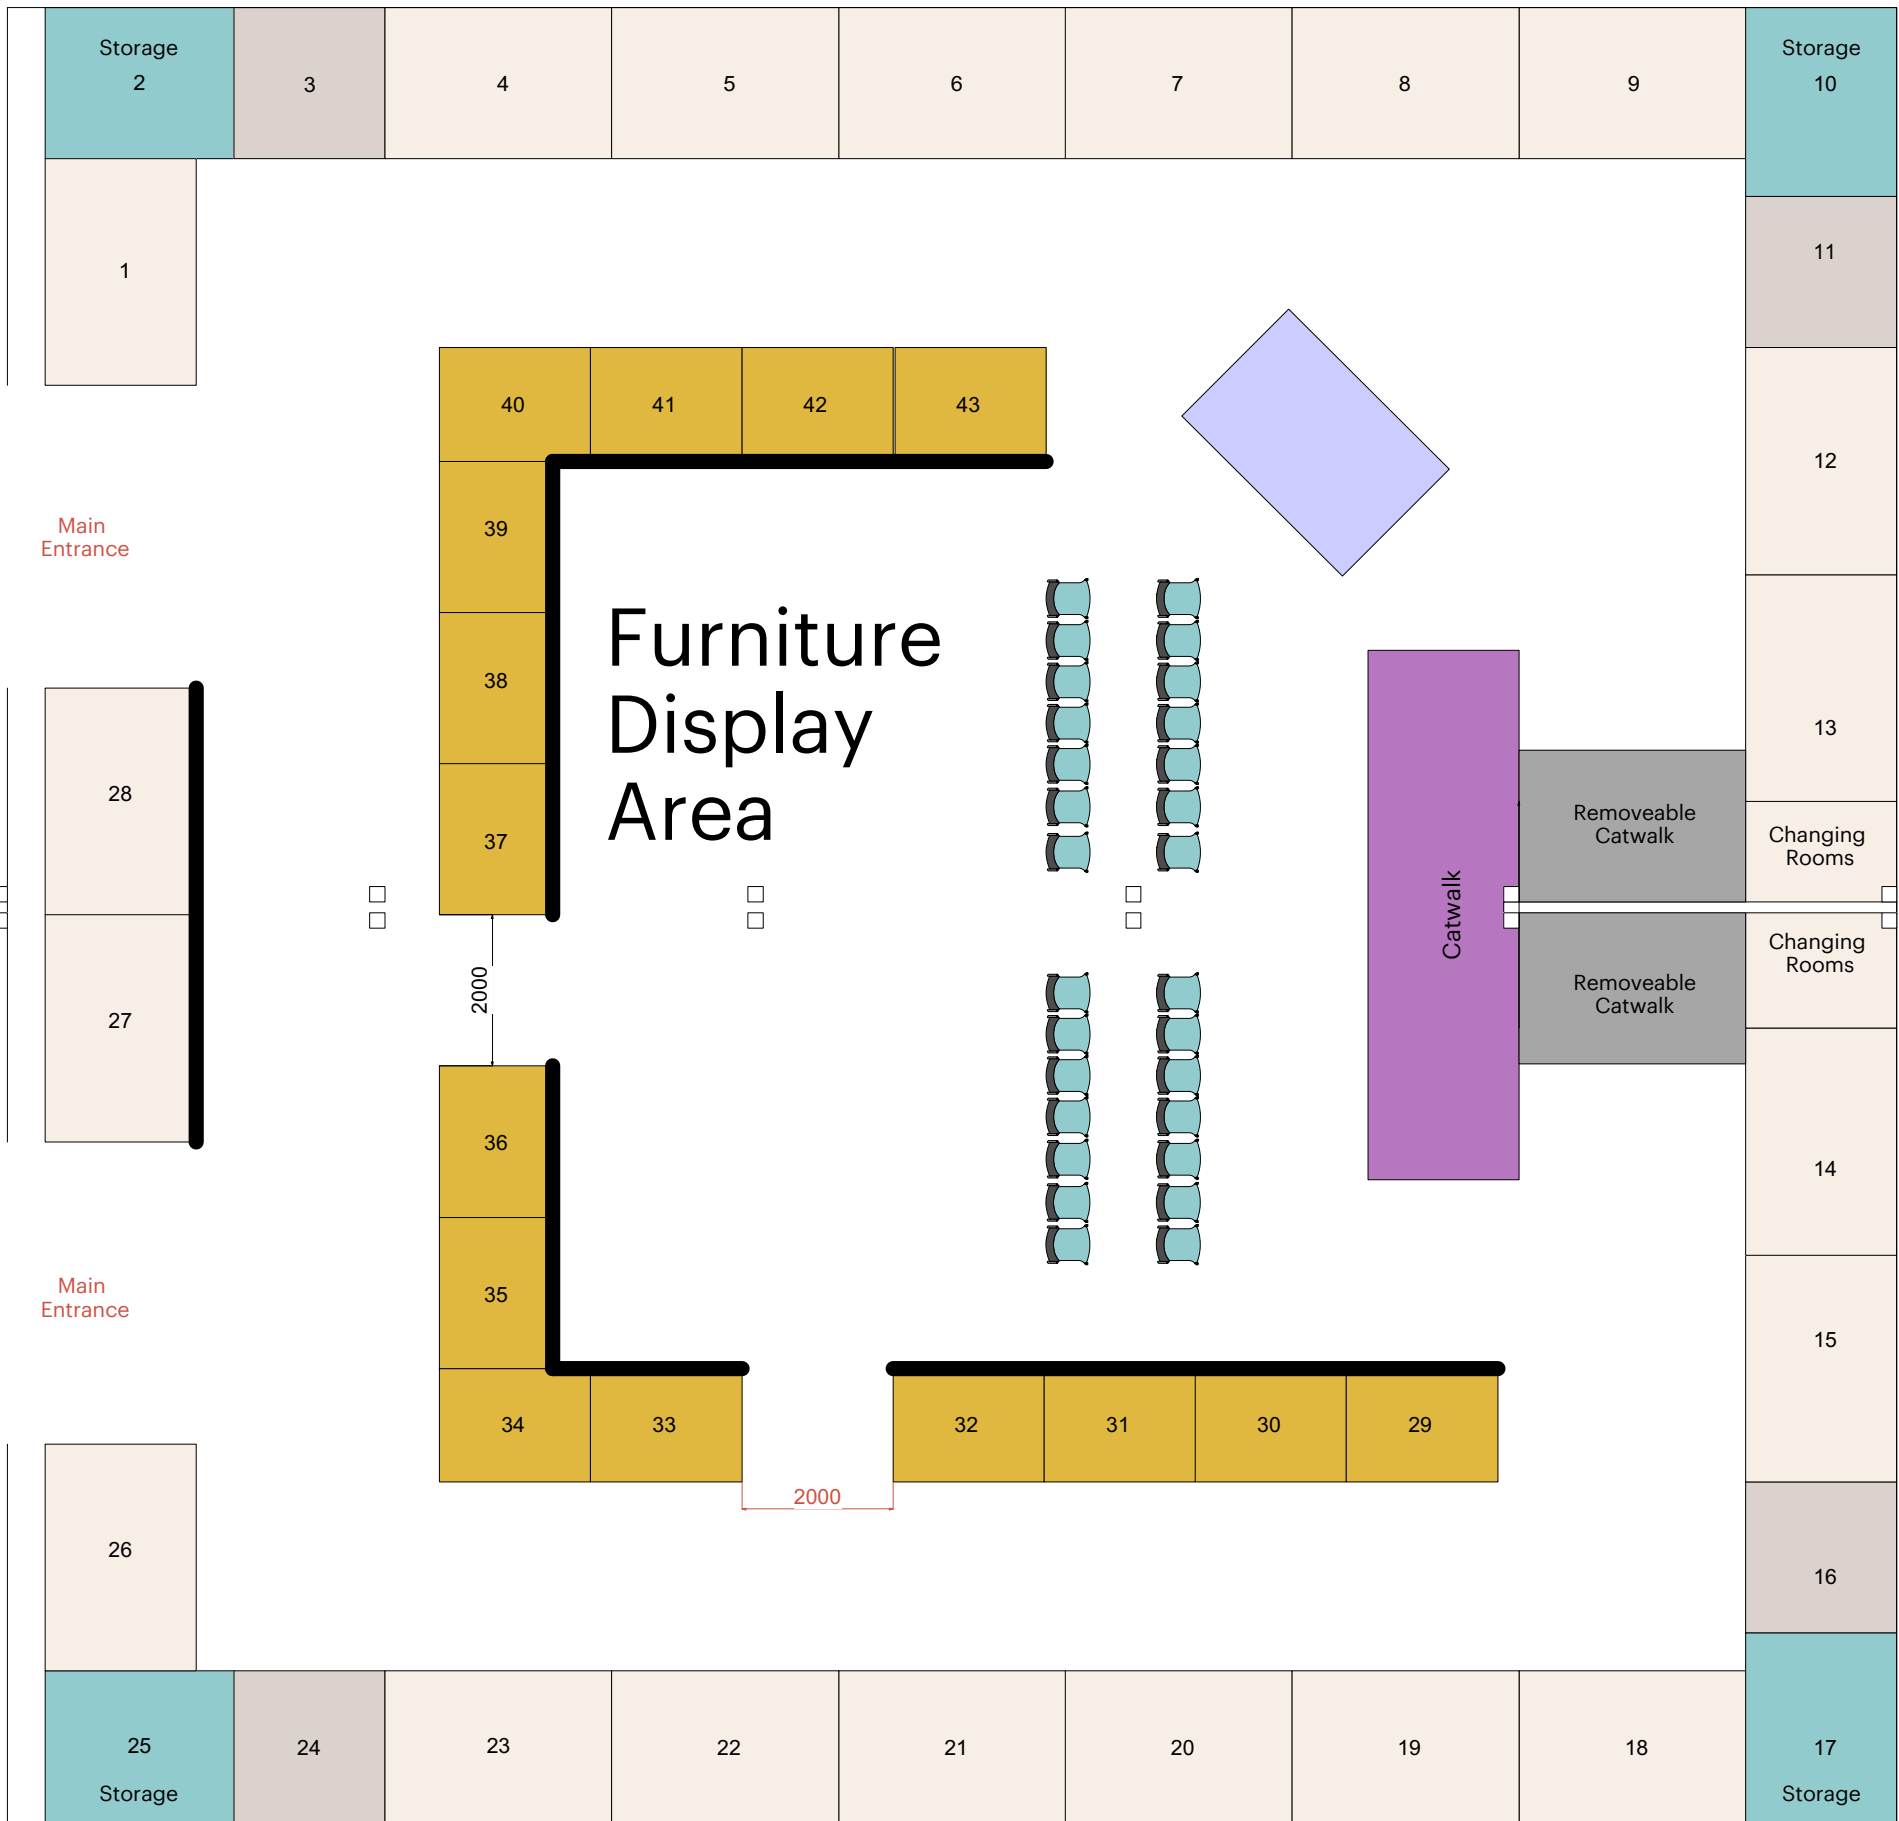 Storage
2
3
4
5
6
7
8
9
Storage
10
1
11
40
41
42
43
12
Main
Entrance
39
Furniture
Display
Area
38
13
28
37
Removeable
Catwalk
Changing
Rooms
Catwalk
2000
27
Removeable
Catwalk
Changing
Rooms
36
14
Main
Entrance
35
15
34
33
32
31
30
29
2000
26
16
25
Storage
24
23
22
21
20
19
18
17
Storage